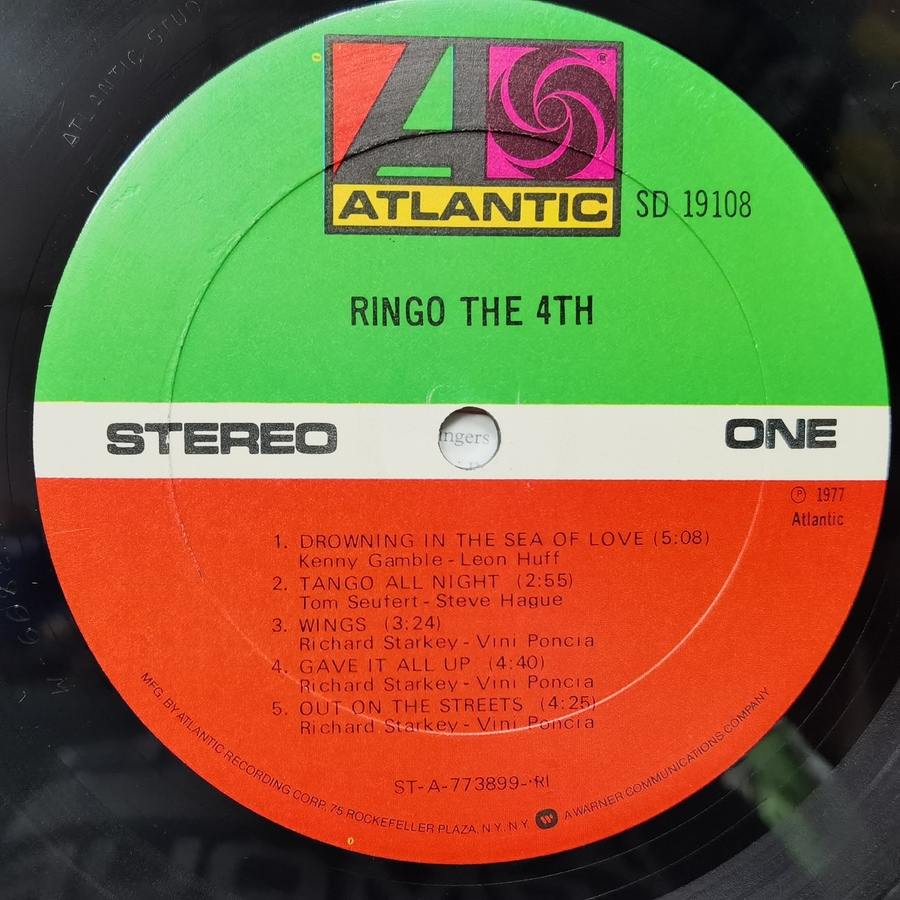 ATLANTIC STUDIO
ATLANTIC
SD 19108
RINGO THE 4TH
STEREO
ONE
ngers
Ⓟ 1977
Atlantic
1. DROWNING IN THE SEA OF LOVE (5:08)
Kenny Gamble - Leon Huff
2. TANGO ALL NIGHT (2:55)
Tom Seufert - Steve Hague
3. WINGS (3:24)
Richard Starkey - Vini Poncia
4. GAVE IT ALL UP (4:40)
Richard Starkey - Vini Poncia
5. OUT ON THE STREETS (4:25)
Richard Starkey - Vini Poncia
ST-A-773899-RI
MFG. BY ATLANTIC RECORDING CORP. 75 ROCKEFELLER PLAZA, N.Y. N.Y. A WARNER COMMUNICATIONS COMPANY